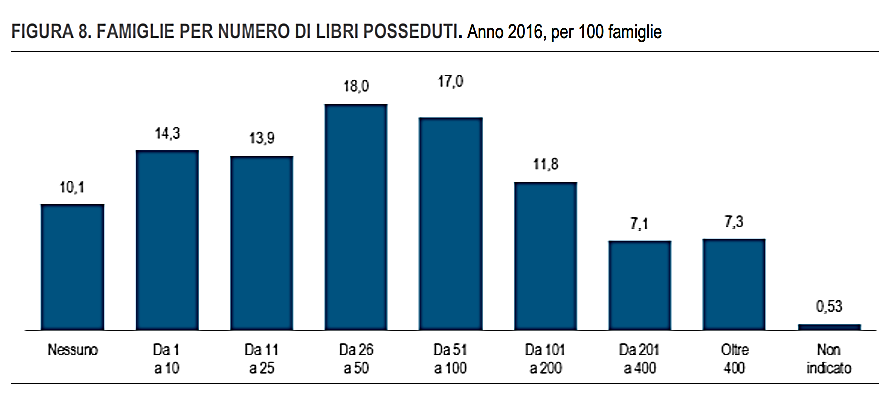 FIGURA 8. FAMIGLIE PER NUMERO DI LIBRI POSSEDUTI. Anno 2016, per 100 famiglie
10,1
14,3
13,9
18,0
17,0
11,8
7,1
7,3
0,53
Nessuno
Da 1
a 10
Da 11
a 25
Da 26
a 50
Da 51
a 100
Da 101
a 200
Da 201
a 400
Oltre
400
Non
indicato